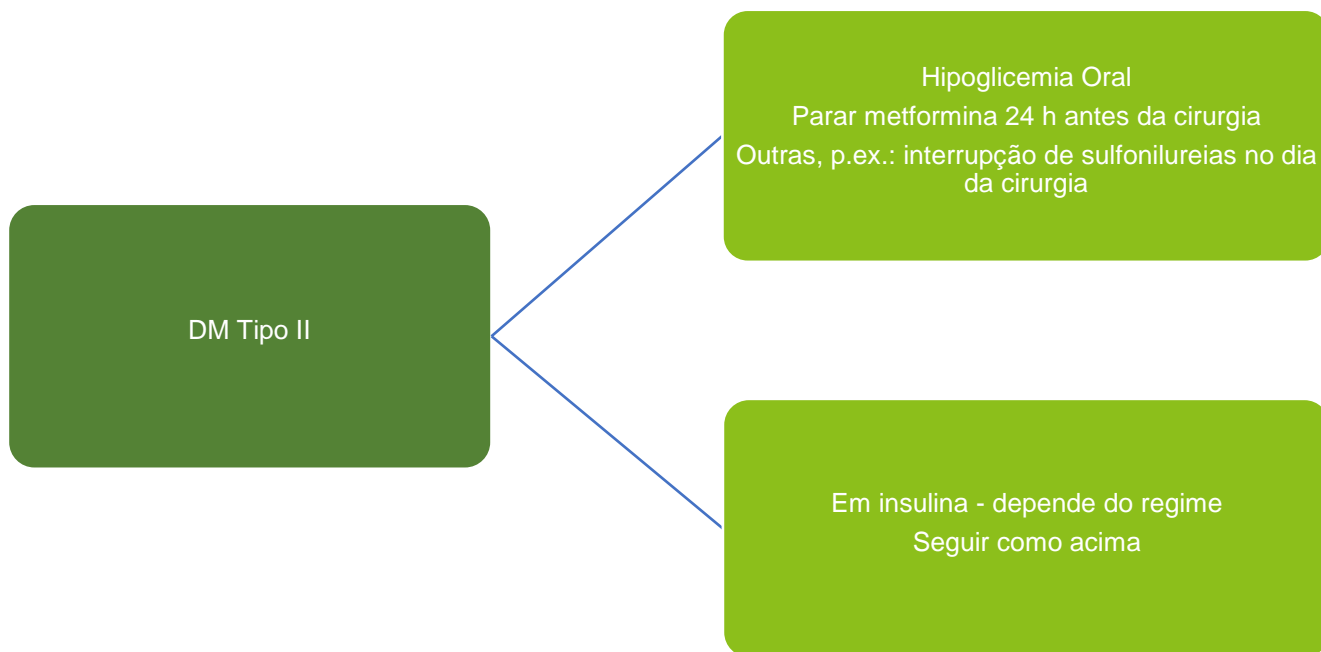 Hipoglicemia Oral
Parar metformina 24 h antes da cirurgia
Outras, p.ex.: interrupção de sulfonilureias no dia
da cirurgia
DM Tipo II
Em insulina - depende do regime
Seguir como acima